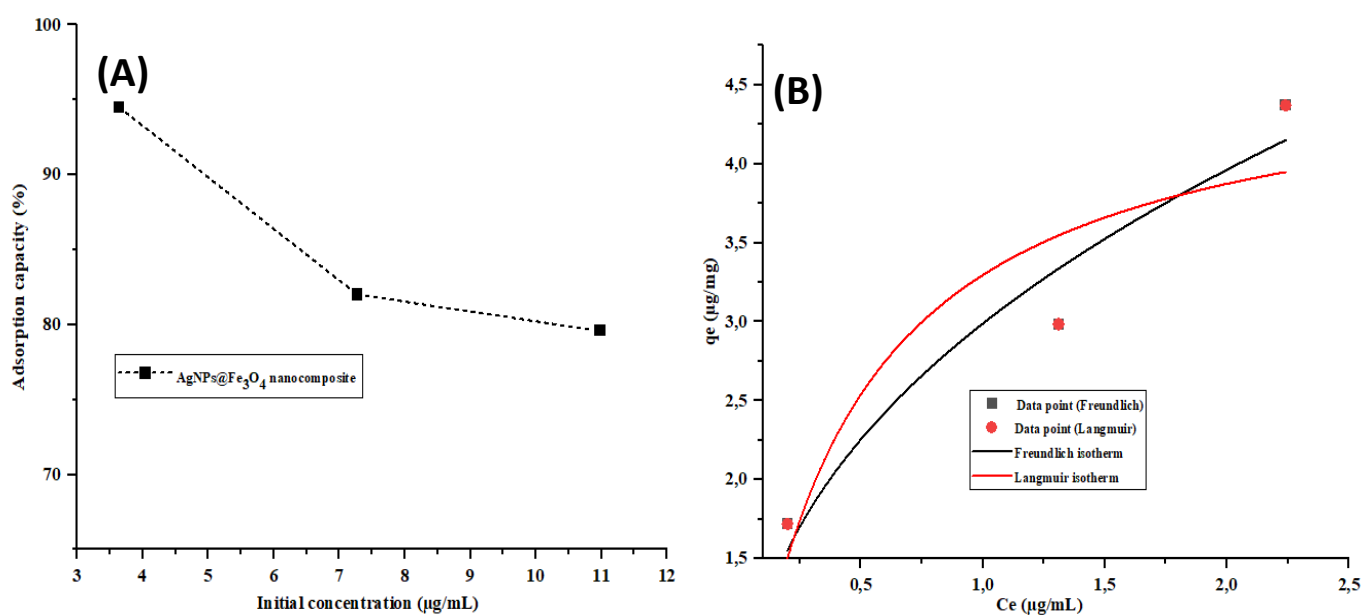 (A)
100
90
80
70
Adsorption capacity (%)
AgNPs@Fe3O4 nanocomposite
3 4 5 6 7 8 9 10 11 12
Initial concentration (µg/mL)
(B)
4,5
4,0
3,5
3,0
2,5
2,0
1,5
qe (µg/mg)
Data point (Freundlich)
Data point (Langmuir)
Freundlich isotherm
Langmuir isotherm
0,5 1,0 1,5 2,0 2,5
Ce (µg/mL)